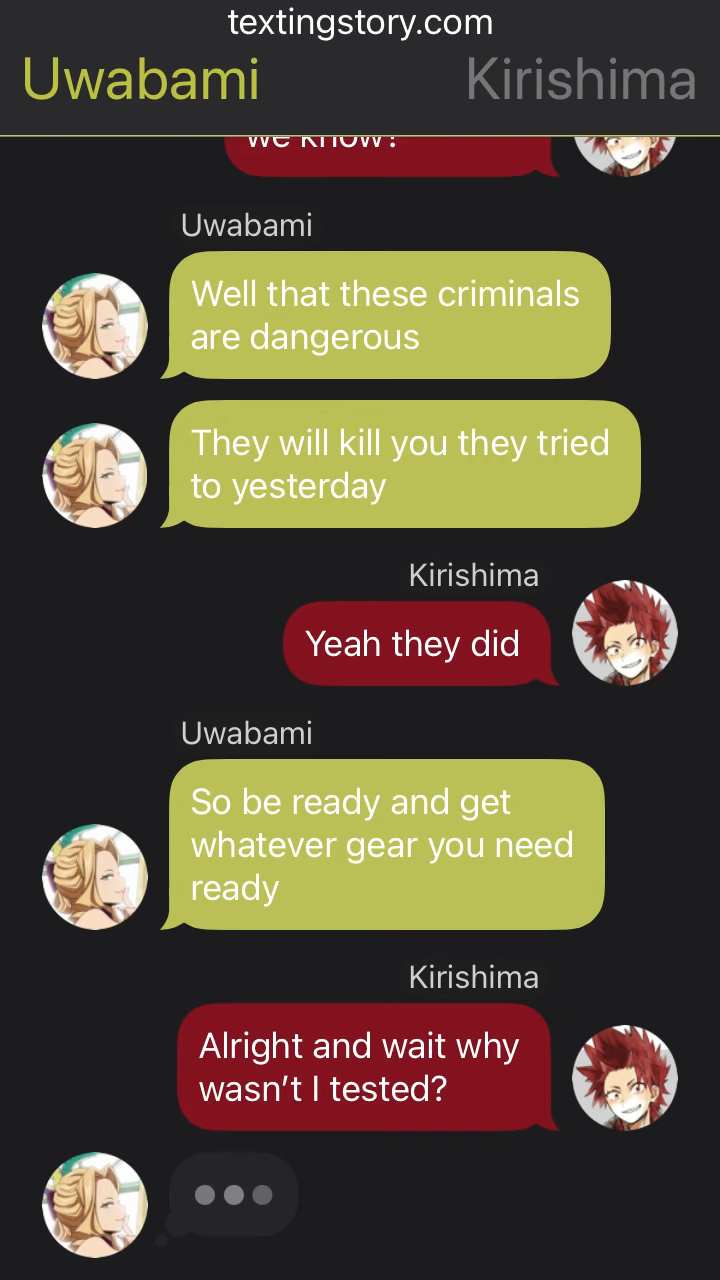 textingstory.com
Uwabami
Kirishima
we know?
Uwabami
Well that these criminals
are dangerous
They will kill you they tried
to yesterday
Kirishima
Yeah they did
Uwabami
So be ready and get
whatever gear you need
ready
Kirishima
Alright and wait why
wasn’t I tested?